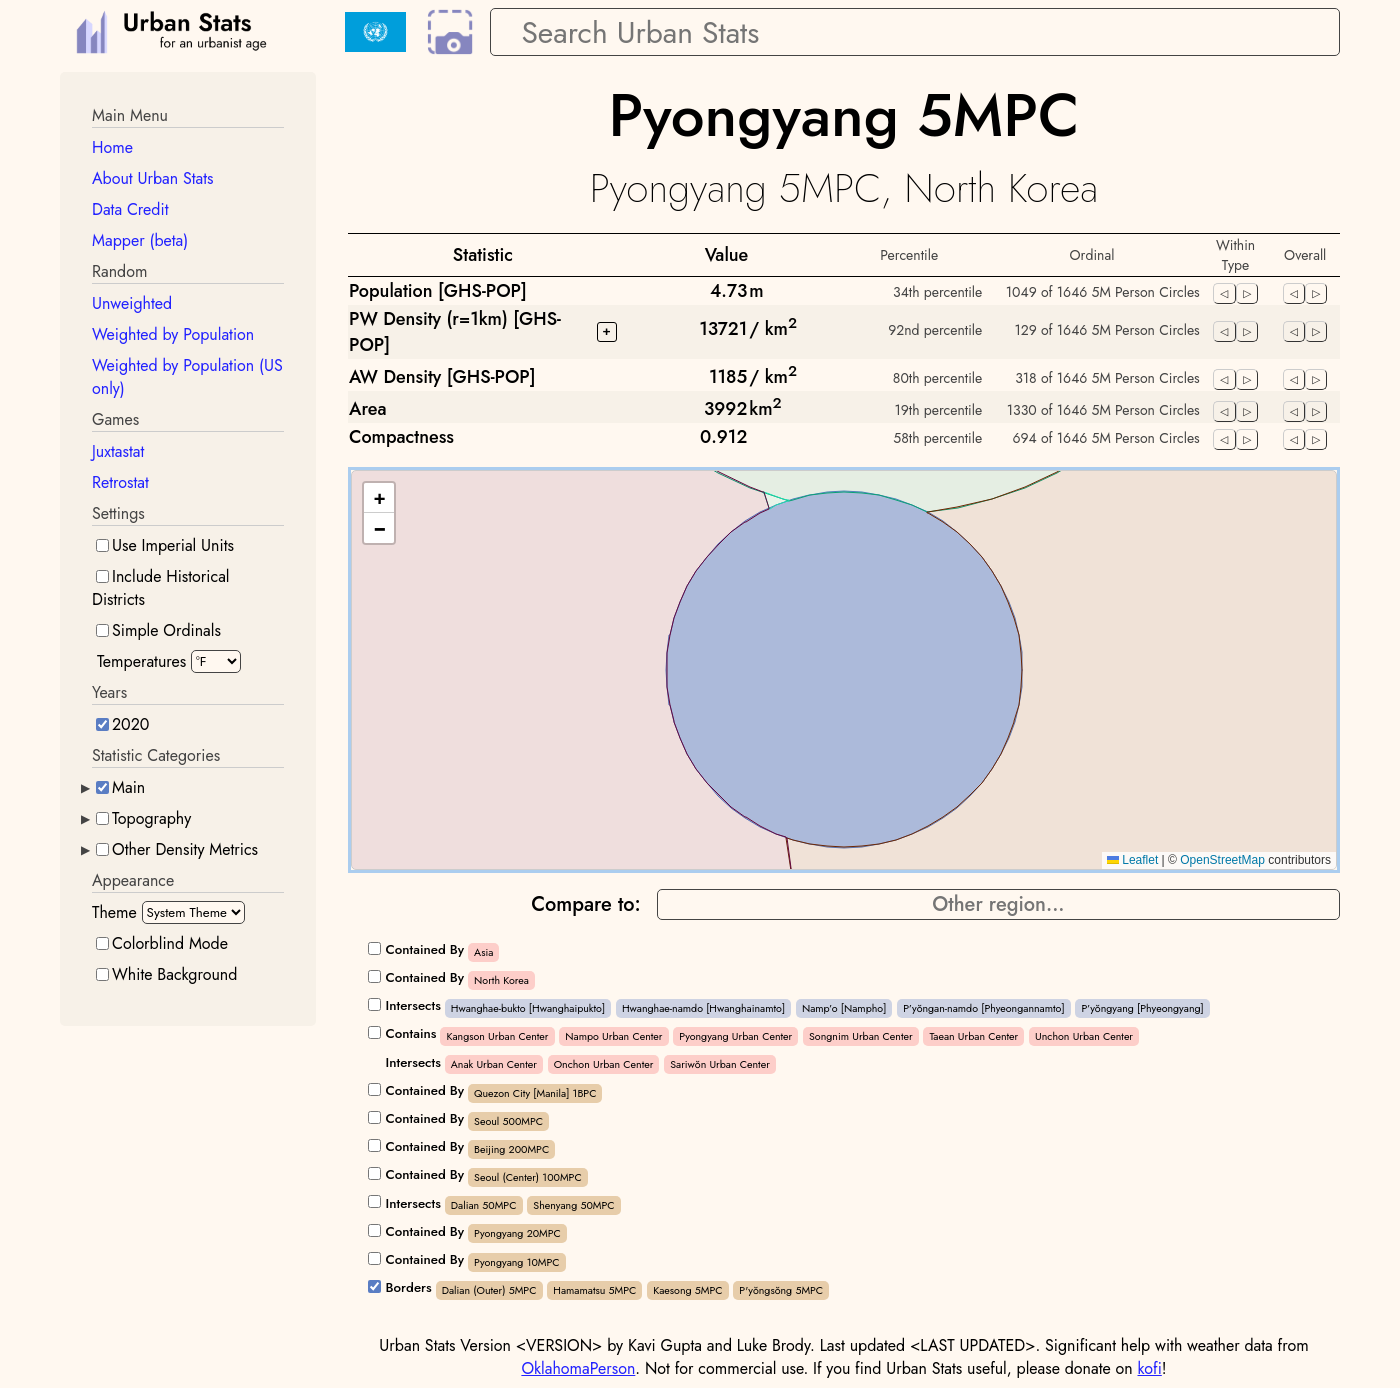 Urban Stats
for an urbanist age
Search Urban Stats
Main Menu
Home
About Urban Stats
Data Credit
Mapper (beta)
Random
Unweighted
Weighted by Population
Weighted by Population (US
only)
Games
Juxtastat
Retrostat
Settings
Use Imperial Units
Include Historical
Districts
Simple Ordinals
Temperatures °F
Years
2020
Statistic Categories
Main
Topography
Other Density Metrics
Appearance
Theme System Theme
Colorblind Mode
White Background
Pyongyang 5MPC
Pyongyang 5MPC, North Korea
Statistic Value Percentile Ordinal Within Type Overall
Population [GHS-POP] 4.73m 34th percentile 1049 of 1646 5M Person Circles
PW Density (r=1km) [GHS-POP] + 13721/ km² 92nd percentile 129 of 1646 5M Person Circles
AW Density [GHS-POP] 1185/ km² 80th percentile 318 of 1646 5M Person Circles
Area 3992km² 19th percentile 1330 of 1646 5M Person Circles
Compactness 0.912 58th percentile 694 of 1646 5M Person Circles
+
−
Leaflet | © OpenStreetMap contributors
Compare to: Other region...
Contained By Asia
Contained By North Korea
Intersects Hwanghae-bukto [Hwanghaipukto] Hwanghae-namdo [Hwanghainamto] Namp'o [Nampho] P'yŏngan-namdo [Phyeongannamto] P'yŏngyang [Phyeongyang]
Contains Kangson Urban Center Nampo Urban Center Pyongyang Urban Center Songnim Urban Center Taean Urban Center Unchon Urban Center
Intersects Anak Urban Center Onchon Urban Center Sariwŏn Urban Center
Contained By Quezon City [Manila] 1BPC
Contained By Seoul 500MPC
Contained By Beijing 200MPC
Contained By Seoul (Center) 100MPC
Intersects Dalian 50MPC Shenyang 50MPC
Contained By Pyongyang 20MPC
Contained By Pyongyang 10MPC
Borders Dalian (Outer) 5MPC Hamamatsu 5MPC Kaesong 5MPC P'yŏngsŏng 5MPC
Urban Stats Version <VERSION> by Kavi Gupta and Luke Brody. Last updated <LAST UPDATED>. Significant help with weather data from
OklahomaPerson. Not for commercial use. If you find Urban Stats useful, please donate on kofi!